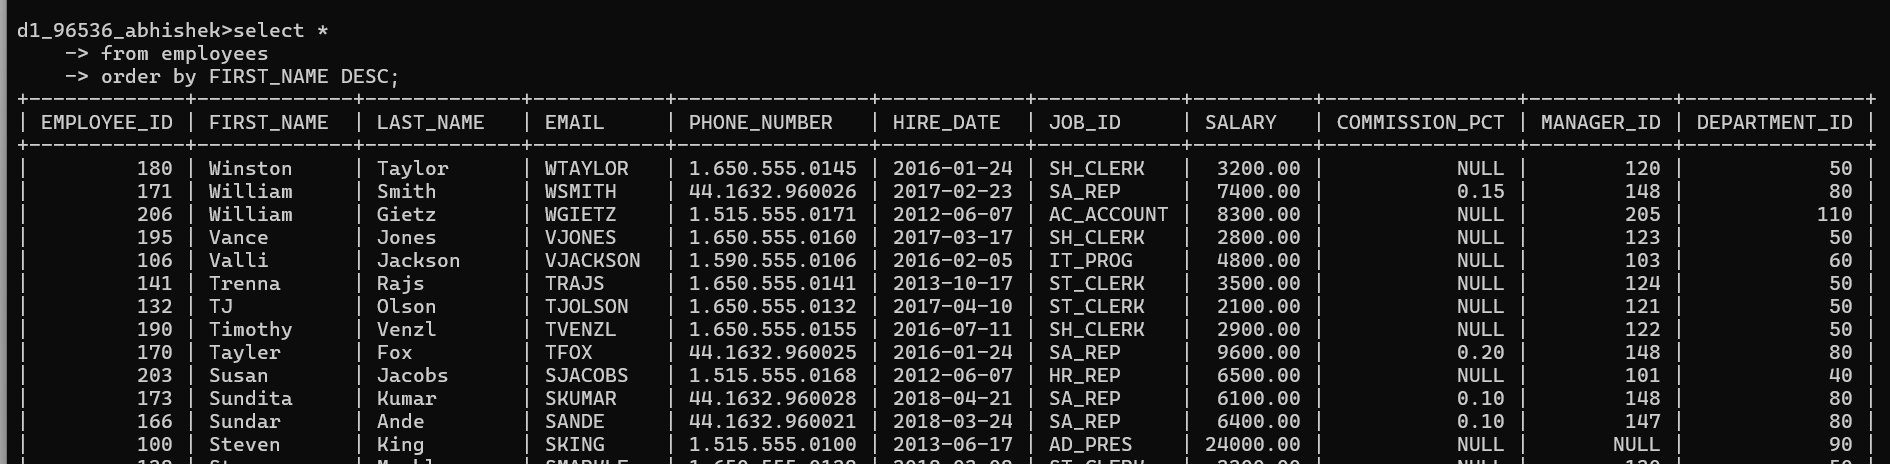 d1_96536_abhishek>select *
    -> from employees
    -> order by FIRST_NAME DESC;
+-------------+-------------+-------------+-----------+----------------+------------+------------+----------+----------------+------------+---------------+
| EMPLOYEE_ID | FIRST_NAME  | LAST_NAME   | EMAIL     | PHONE_NUMBER   | HIRE_DATE  | JOB_ID     | SALARY   | COMMISSION_PCT | MANAGER_ID | DEPARTMENT_ID |
+-------------+-------------+-------------+-----------+----------------+------------+------------+----------+----------------+------------+---------------+
|         180 | Winston     | Taylor      | WTAYLOR   | 1.650.555.0145 | 2016-01-24 | SH_CLERK   |  3200.00 |           NULL |        120 |            50 |
|         171 | William     | Smith       | WSMITH    | 44.1632.960026 | 2017-02-23 | SA_REP     |  7400.00 |           0.15 |        148 |            80 |
|         206 | William     | Gietz       | WGIETZ    | 1.515.555.0171 | 2012-06-07 | AC_ACCOUNT |  8300.00 |           NULL |        205 |           110 |
|         195 | Vance       | Jones       | VJONES    | 1.650.555.0160 | 2017-03-17 | SH_CLERK   |  2800.00 |           NULL |        123 |            50 |
|         106 | Valli       | Jackson     | VJACKSON  | 1.590.555.0106 | 2016-02-05 | IT_PROG    |  4800.00 |           NULL |        103 |            60 |
|         141 | Trenna      | Rajs        | TRAJS     | 1.650.555.0141 | 2013-10-17 | ST_CLERK   |  3500.00 |           NULL |        124 |            50 |
|         132 | TJ          | Olson       | TJOLSON   | 1.650.555.0132 | 2017-04-10 | ST_CLERK   |  2100.00 |           NULL |        121 |            50 |
|         190 | Timothy     | Venzl       | TVENZL    | 1.650.555.0155 | 2016-07-11 | SH_CLERK   |  2900.00 |           NULL |        122 |            50 |
|         170 | Tayler      | Fox         | TFOX      | 44.1632.960025 | 2016-01-24 | SA_REP     |  9600.00 |           0.20 |        148 |            80 |
|         203 | Susan       | Jacobs      | SJACOBS   | 1.515.555.0168 | 2012-06-07 | HR_REP     |  6500.00 |           NULL |        101 |            40 |
|         173 | Sundita     | Kumar       | SKUMAR    | 44.1632.960028 | 2018-04-21 | SA_REP     |  6100.00 |           0.10 |        148 |            80 |
|         166 | Sundar      | Ande        | SANDE     | 44.1632.960021 | 2018-03-24 | SA_REP     |  6400.00 |           0.10 |        147 |            80 |
|         100 | Steven      | King        | SKING     | 1.515.555.0100 | 2013-06-17 | AD_PRES    | 24000.00 |           NULL |       NULL |            90 |